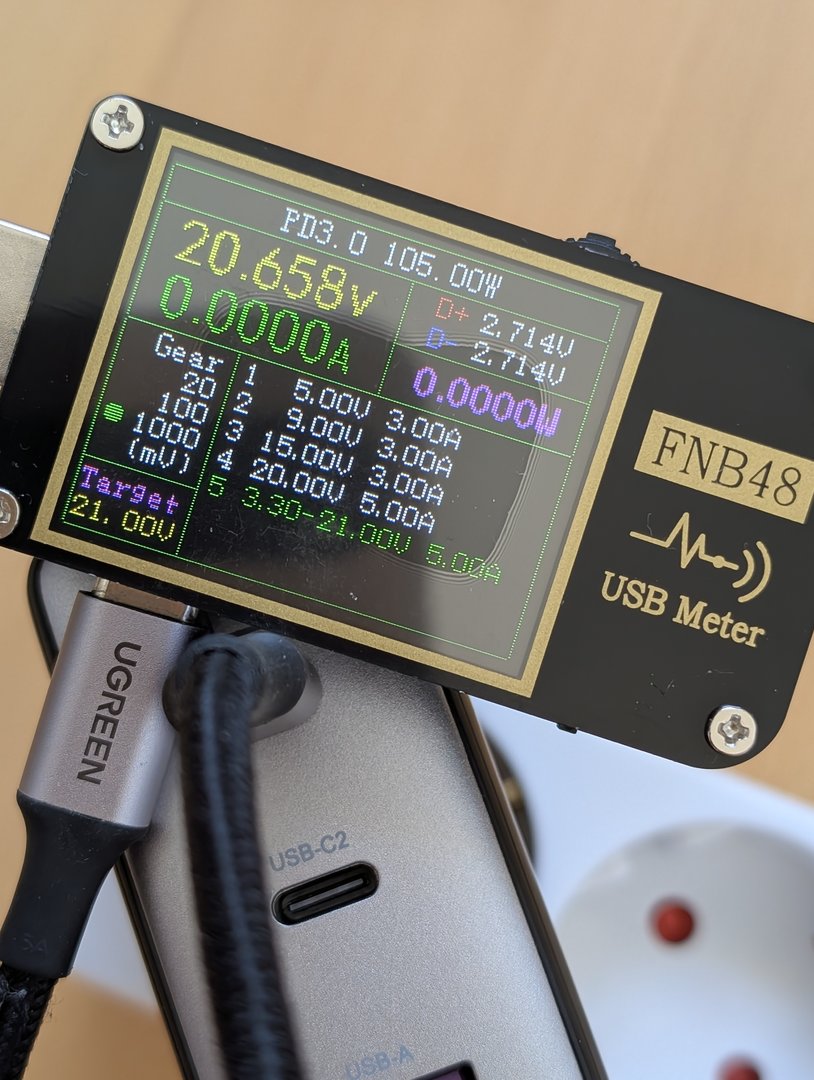 PD3.0 105.00W
20.658V
0.0000A
D+ 2.714V
D- 2.714V
0.0000W
Gear
20
100
1000
(mV)
Target
21.00V
1 5.00V 3.00A
2 9.00V 3.00A
3 15.00V 3.00A
4 20.00V 5.00A
5 3.30~21.00V 5.00A
FNB48
USB Meter
UGREEN
5A
USB-C2
USB-A